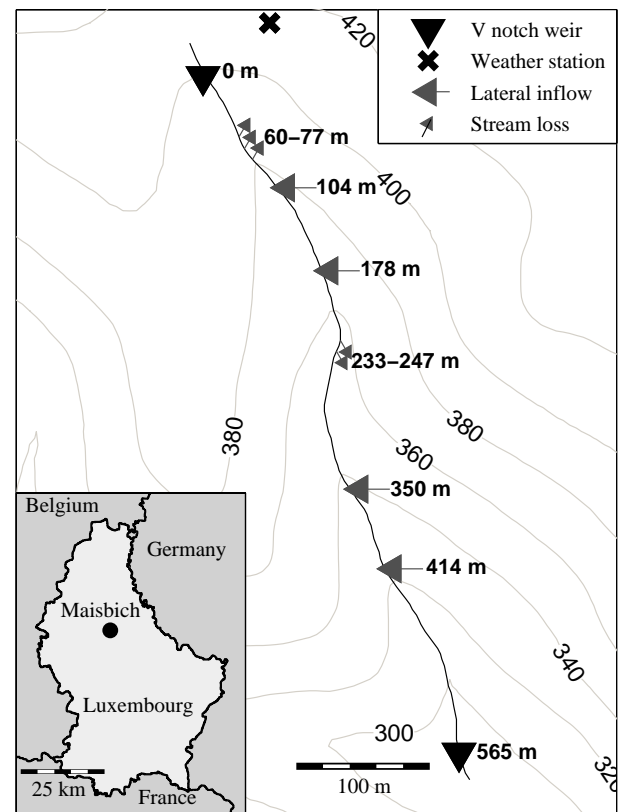 420
V notch weir
Weather station
Lateral inflow
Stream loss
0 m
60–77 m
104 m
400
178 m
233–247 m
380
380
360
350 m
414 m
340
320
300
565 m
100 m
Belgium
Germany
Maisbich
Luxembourg
25 km
France